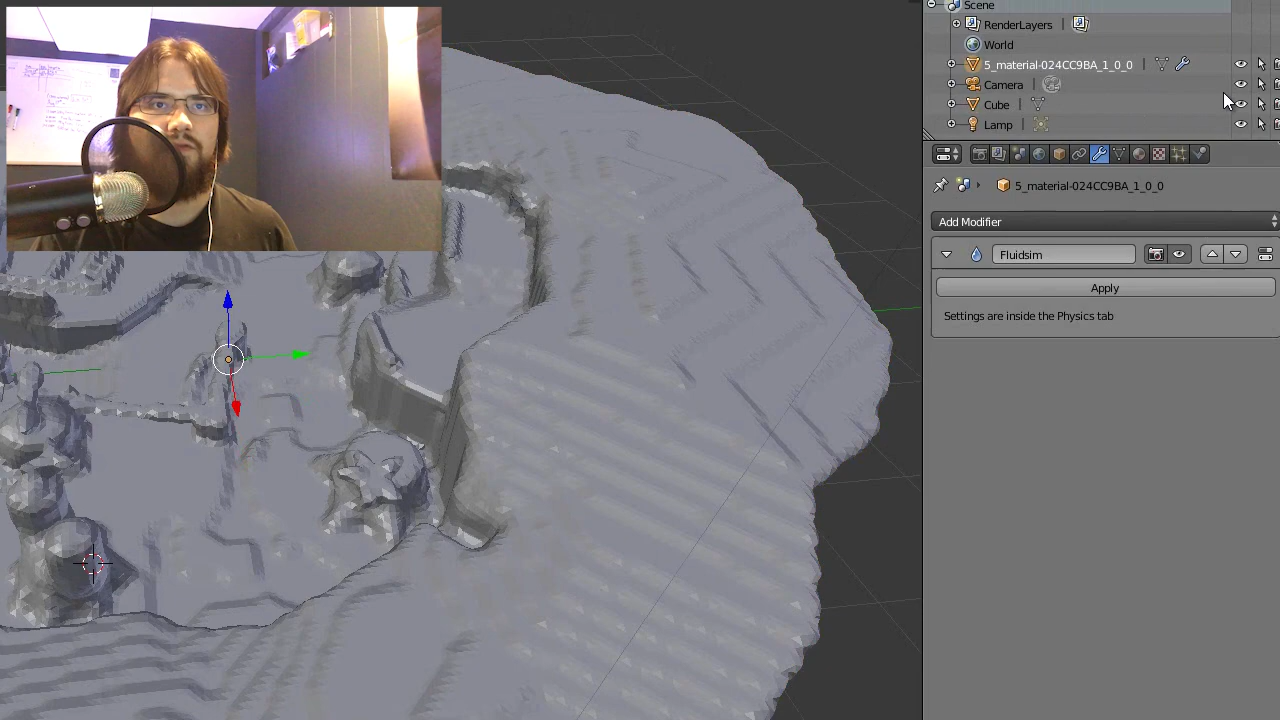 Scene
RenderLayers
World
5_material-024CC9BA_1_0_0
Camera
Cube
Lamp
5_material-024CC9BA_1_0_0
Add Modifier
Fluidsim
Apply
Settings are inside the Physics tab